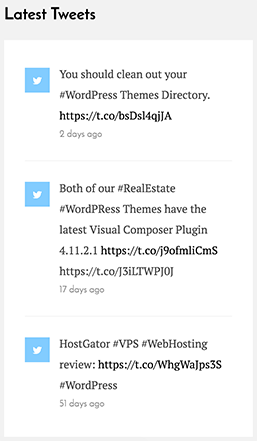 Latest Tweets
You should clean out your
#WordPress Themes Directory.
https://t.co/bsDsl4qjJA
2 days ago
Both of our #RealEstate
#WordPRess Themes have the
latest Visual Composer Plugin
4.11.2.1 https://t.co/j9ofmliCmS
https://t.co/J3iLTWPJ0J
17 days ago
HostGator #VPS #WebHosting
review: https://t.co/WhgWaJps3S
#WordPress
51 days ago